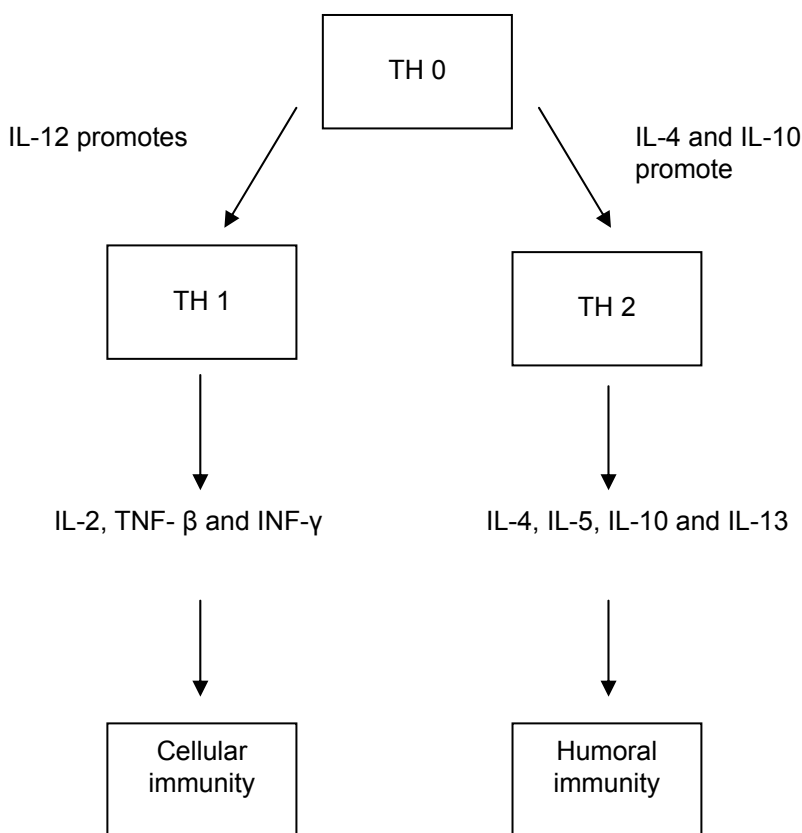 TH 0
IL-12 promotes
IL-4 and IL-10
promote
TH 1
TH 2
IL-2, TNF- β and INF-γ
IL-4, IL-5, IL-10 and IL-13
Cellular
immunity
Humoral
immunity